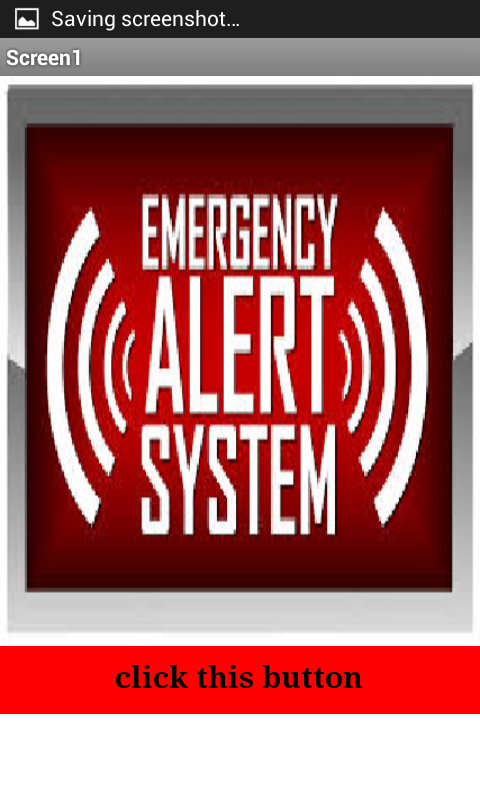 Saving screenshot...
Screen1
EMERGENCY
ALERT
SYSTEM
click this button